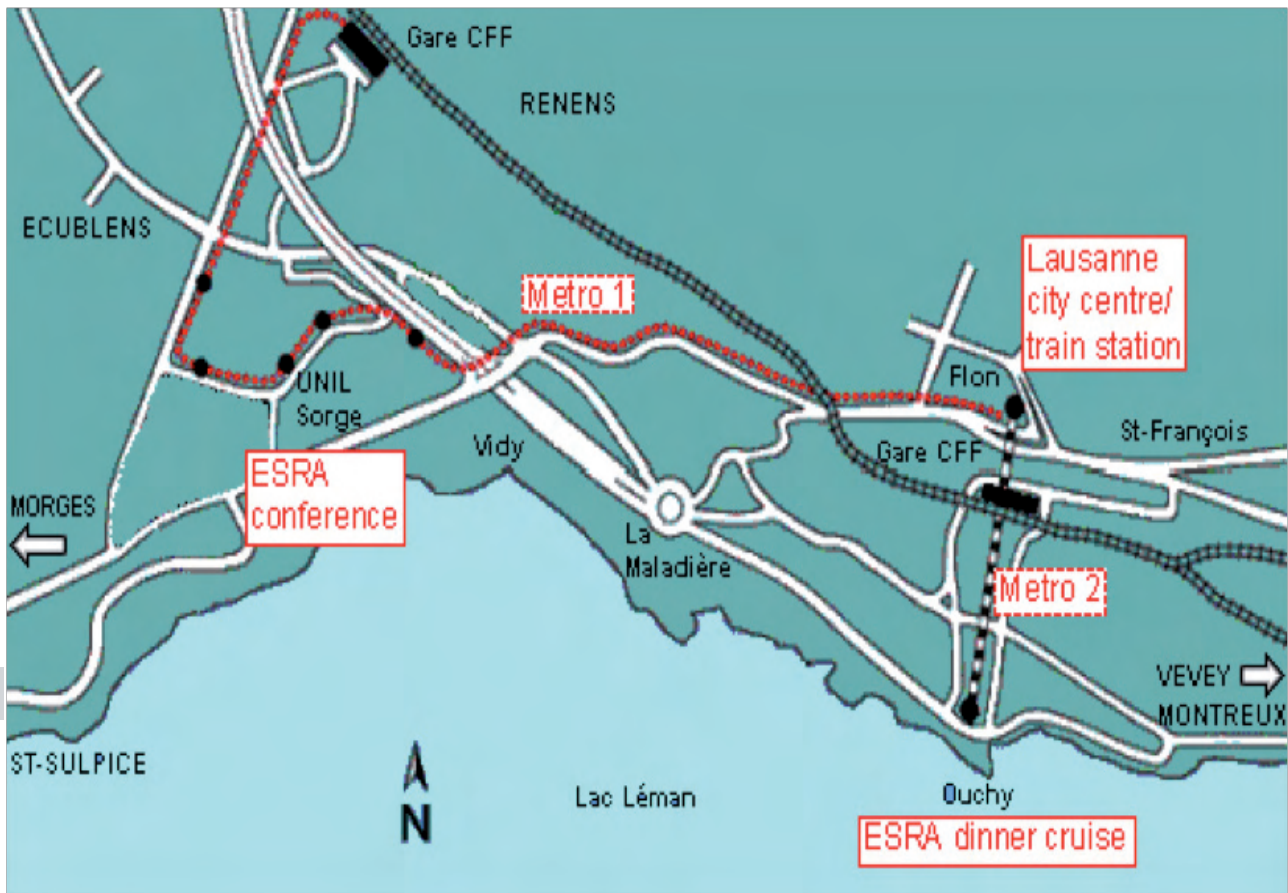 Gare CFF
RENENS
ECUBLENS
Metro 1
Lausanne
city centre/
train station
Flon
UNIL
Sorge
Vidy
St-François
Gare CFF
ESRA
conference
MORGES
La
Maladière
Metro 2
VEVEY
MONTREUX
ST-SULPICE
N
Lac Léman
Ouchy
ESRA dinner cruise